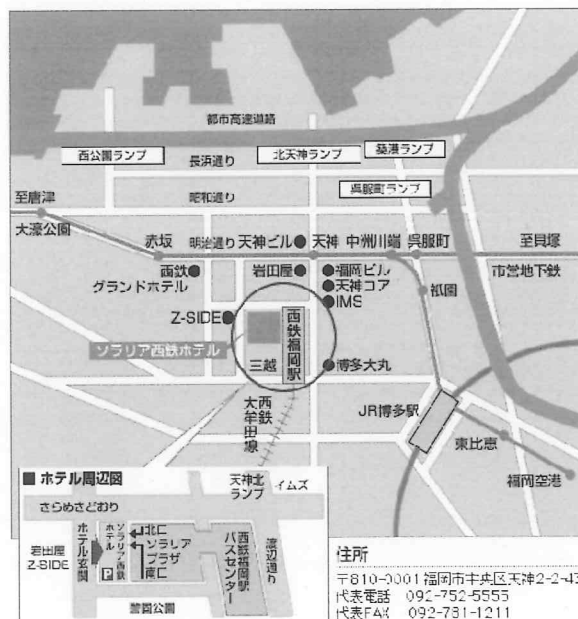 都市高速道路
西公園ランプ
北天神ランプ
築港ランプ
長浜通り
呉服町ランプ
至唐津
昭和通り
大濠公園
赤坂
明治通り
天神ビル
天神
中洲川端
呉服町
至貝塚
西鉄
グランドホテル
岩田屋
福岡ビル
市営地下鉄
天神コア
祇園
IMS
Z-SIDE
西鉄福岡駅
ソラリア西鉄ホテル
三越
博多大丸
西鉄
大牟田線
JR博多駅
東比恵
福岡空港
■ ホテル周辺図
天神北
ランプ
イムズ
きらめきどおり
岩田屋
Z-SIDE
ホテル玄関
ソラリア西鉄
ホテル
P
北口
ソラリア
プラザ
南口
西鉄福岡駅
バスセンター
渡辺通り
警固公園
住所
〒810-0001福岡市中央区天神2-2-43
代表電話 092-752-5555
代表FAX 092-781-1211